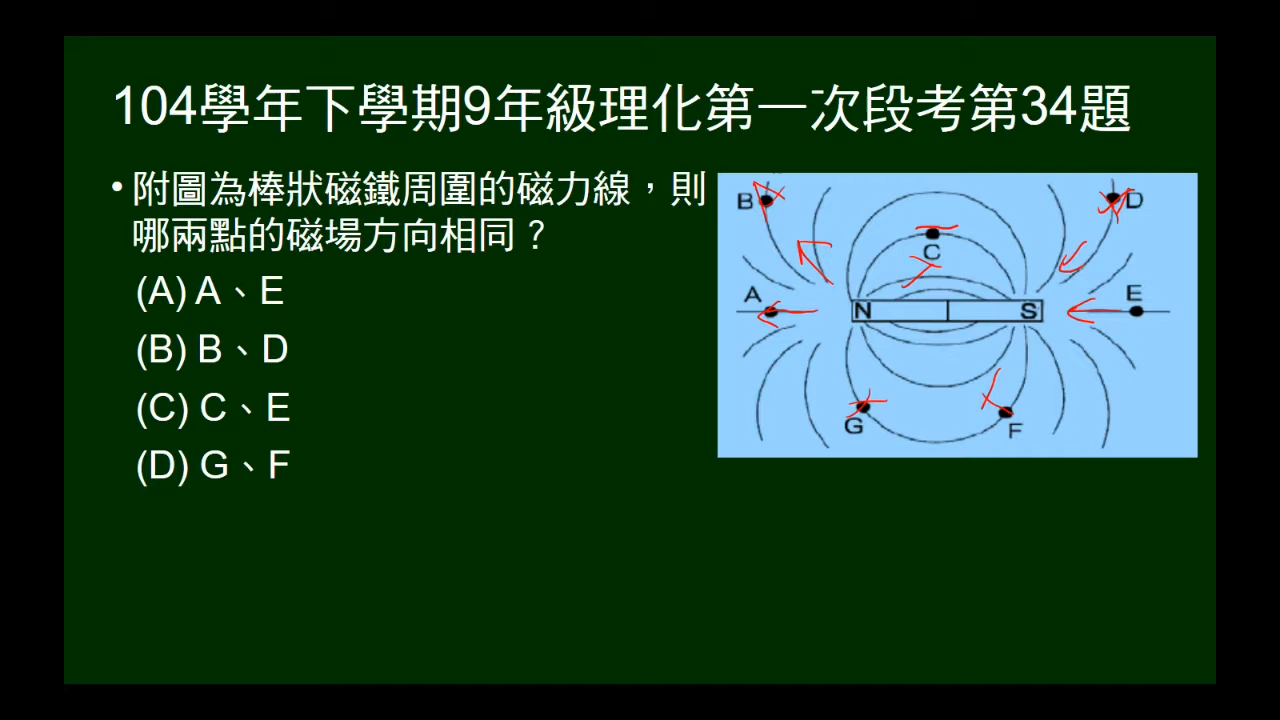 104學年下學期9年級理化第一次段考第34題
• 附圖為棒狀磁鐵周圍的磁力線，則
哪兩點的磁場方向相同？
(A) A、E
(B) B、D
(C) C、E
(D) G、F
B
D
C
A
E
N
S
G
F